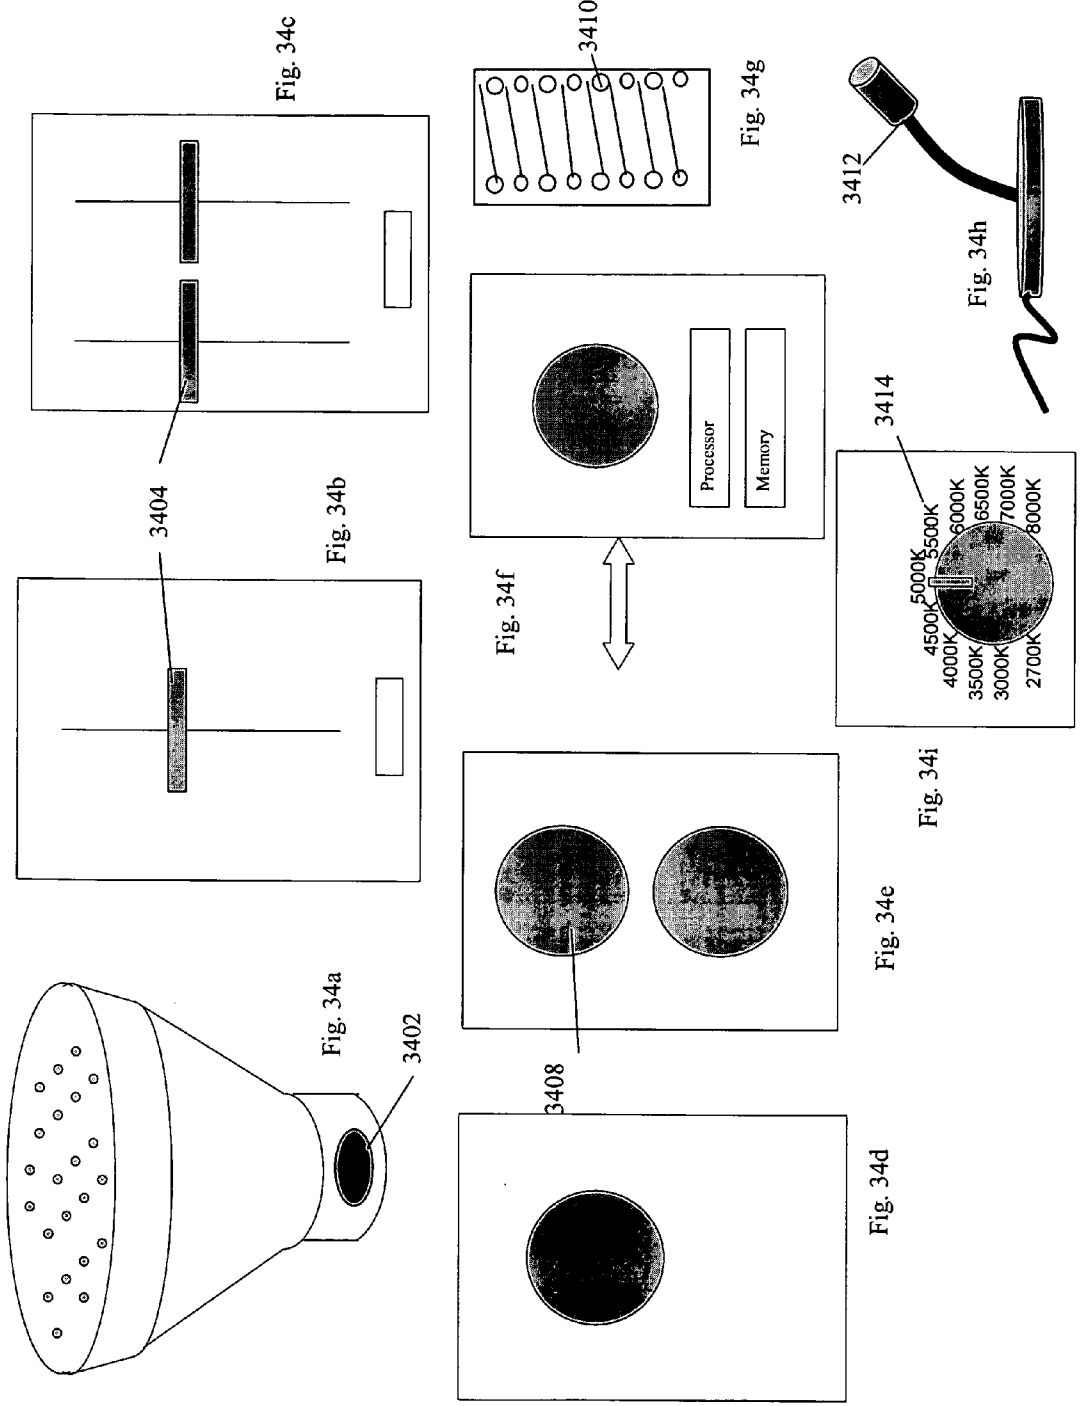 Fig. 34a
3402
3404
Fig. 34b
Fig. 34c
Fig. 34d
3408
Fig. 34e
Fig. 34f
Processor
Memory
3410
Fig. 34g
3412
Fig. 34h
Fig. 34i
3414
2700K
3000K
3500K
4000K
4500K
5000K
5500K
6000K
6500K
7000K
8000K